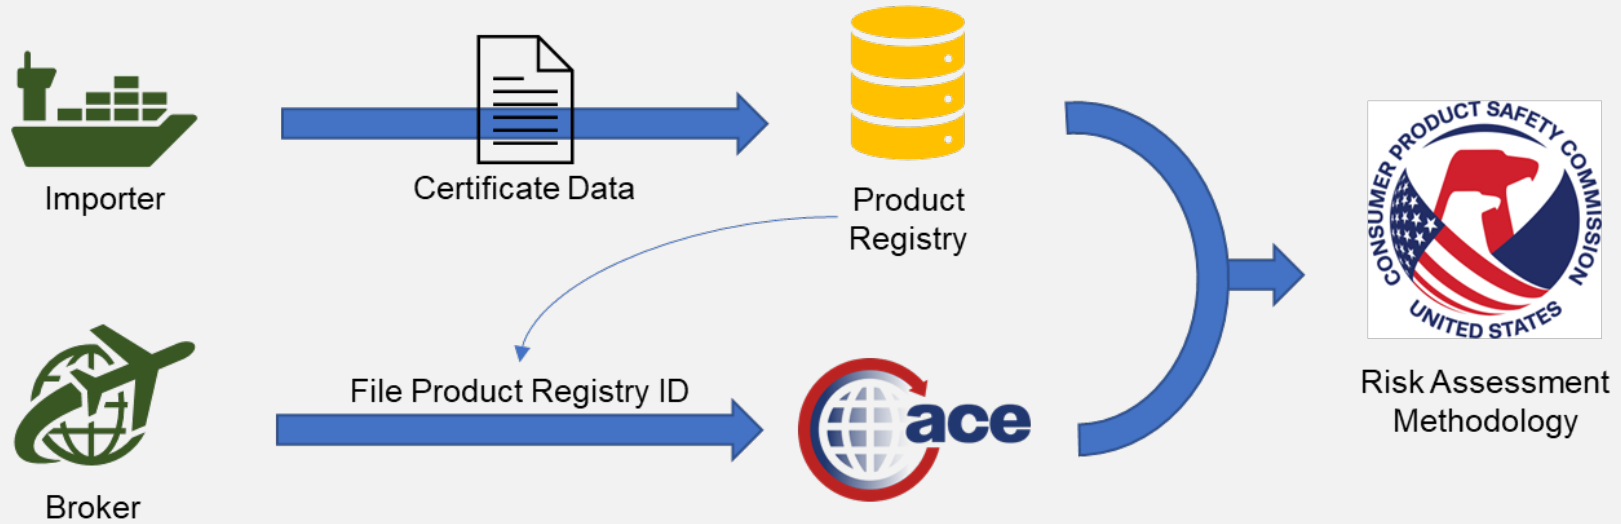 Importer
Certificate Data
Product
Registry
CONSUMER PRODUCT SAFETY COMMISSION
UNITED STATES
Risk Assessment
Methodology
File Product Registry ID
ace
Broker